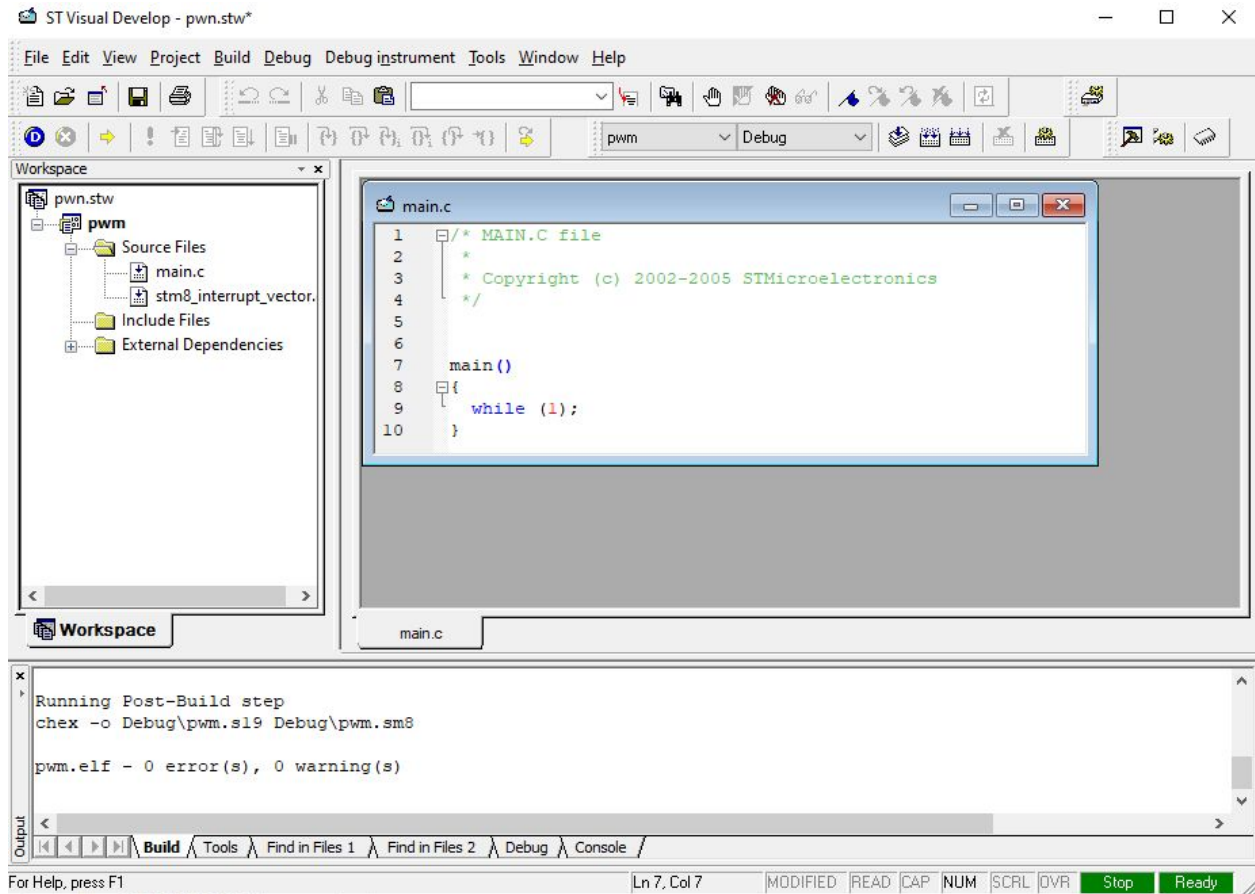 ST Visual Develop - pwn.stw*
File Edit View Project Build Debug Debug instrument Tools Window Help
pwm Debug
Workspace
pwn.stw
pwm
Source Files
main.c
stm8_interrupt_vector.
Include Files
External Dependencies
Workspace
main.c
1 /* MAIN.C file
2 *
3 * Copyright (c) 2002-2005 STMicroelectronics
4 */
5
6
7 main()
8 {
9 while (1);
10 }
main.c
Running Post-Build step
chex -o Debug\pwm.s19 Debug\pwm.sm8
pwm.elf - 0 error(s), 0 warning(s)
Output
Build Tools Find in Files 1 Find in Files 2 Debug Console
For Help, press F1 Ln 7, Col 7 MODIFIED READ CAP NUM SCRL OVR Stop Ready